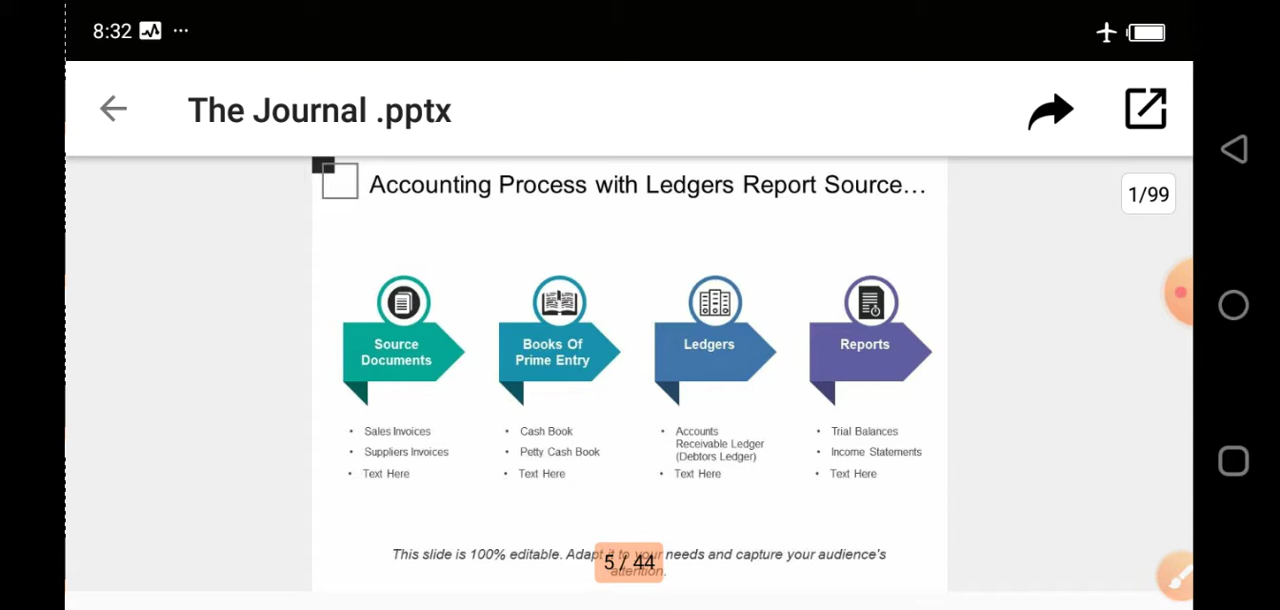 8:32 ...
The Journal .pptx
Accounting Process with Ledgers Report Source...
1/99
Source
Documents
Books Of
Prime Entry
Ledgers
Reports
• Sales Invoices
• Suppliers Invoices
• Text Here
• Cash Book
• Petty Cash Book
• Text Here
• Accounts
Receivable Ledger
(Debtors Ledger)
• Text Here
• Trial Balances
• Income Statements
• Text Here
This slide is 100% editable. Adapt it to your needs and capture your audience's
attention.
5 / 44